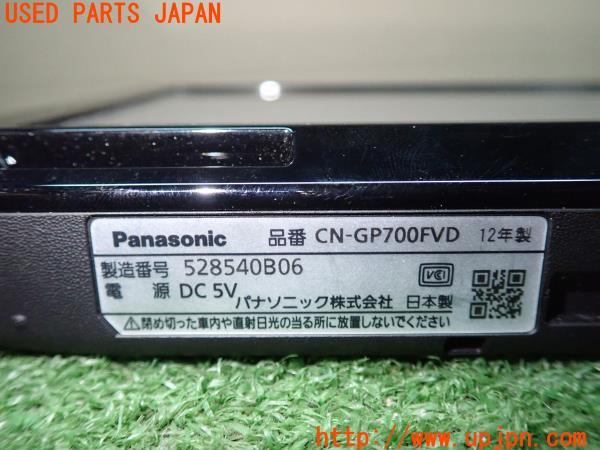 USED PARTS JAPAN
Panasonic 品番 CN-GP700FVD 12年製
製造番号 528540B06
VCCI
電源 DC 5V
パナソニック株式会社 日本製
⚠閉め切った車内や直射日光の当る所に放置しないでください
http://www.upjpn.com